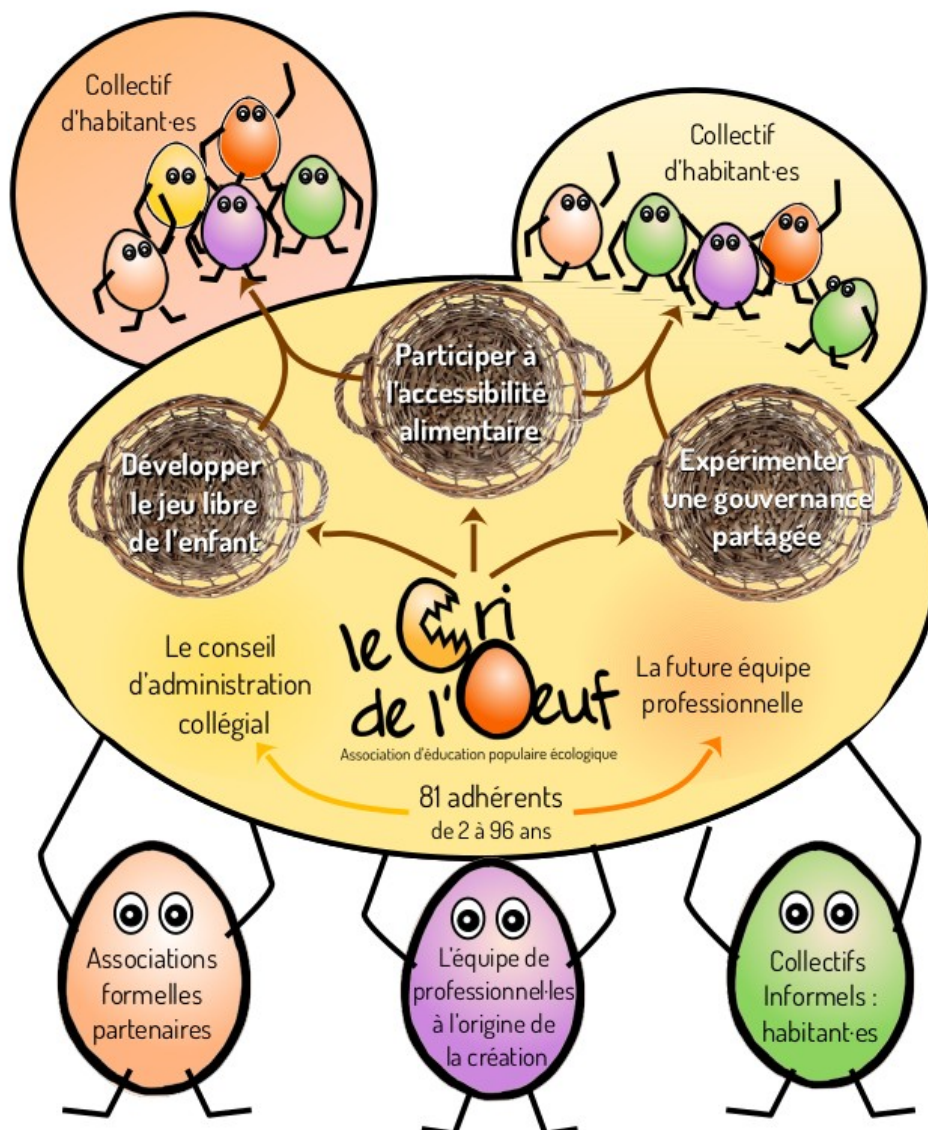 Collectif
d'habitant·es
Collectif
d'habitant·es
Participer à
l'accessibilité
alimentaire
Développer
le jeu libre
de l'enfant
Expérimenter
une gouvernance
partagée
le Cri
de l'Oeuf
Association d'éducation populaire écologique
Le conseil
d'administration
collégial
La future équipe
professionnelle
81 adhérents
de 2 à 96 ans
Associations
formelles
partenaires
L'équipe de
professionnel·les
à l'origine de
la création
Collectifs
Informels :
habitant·es